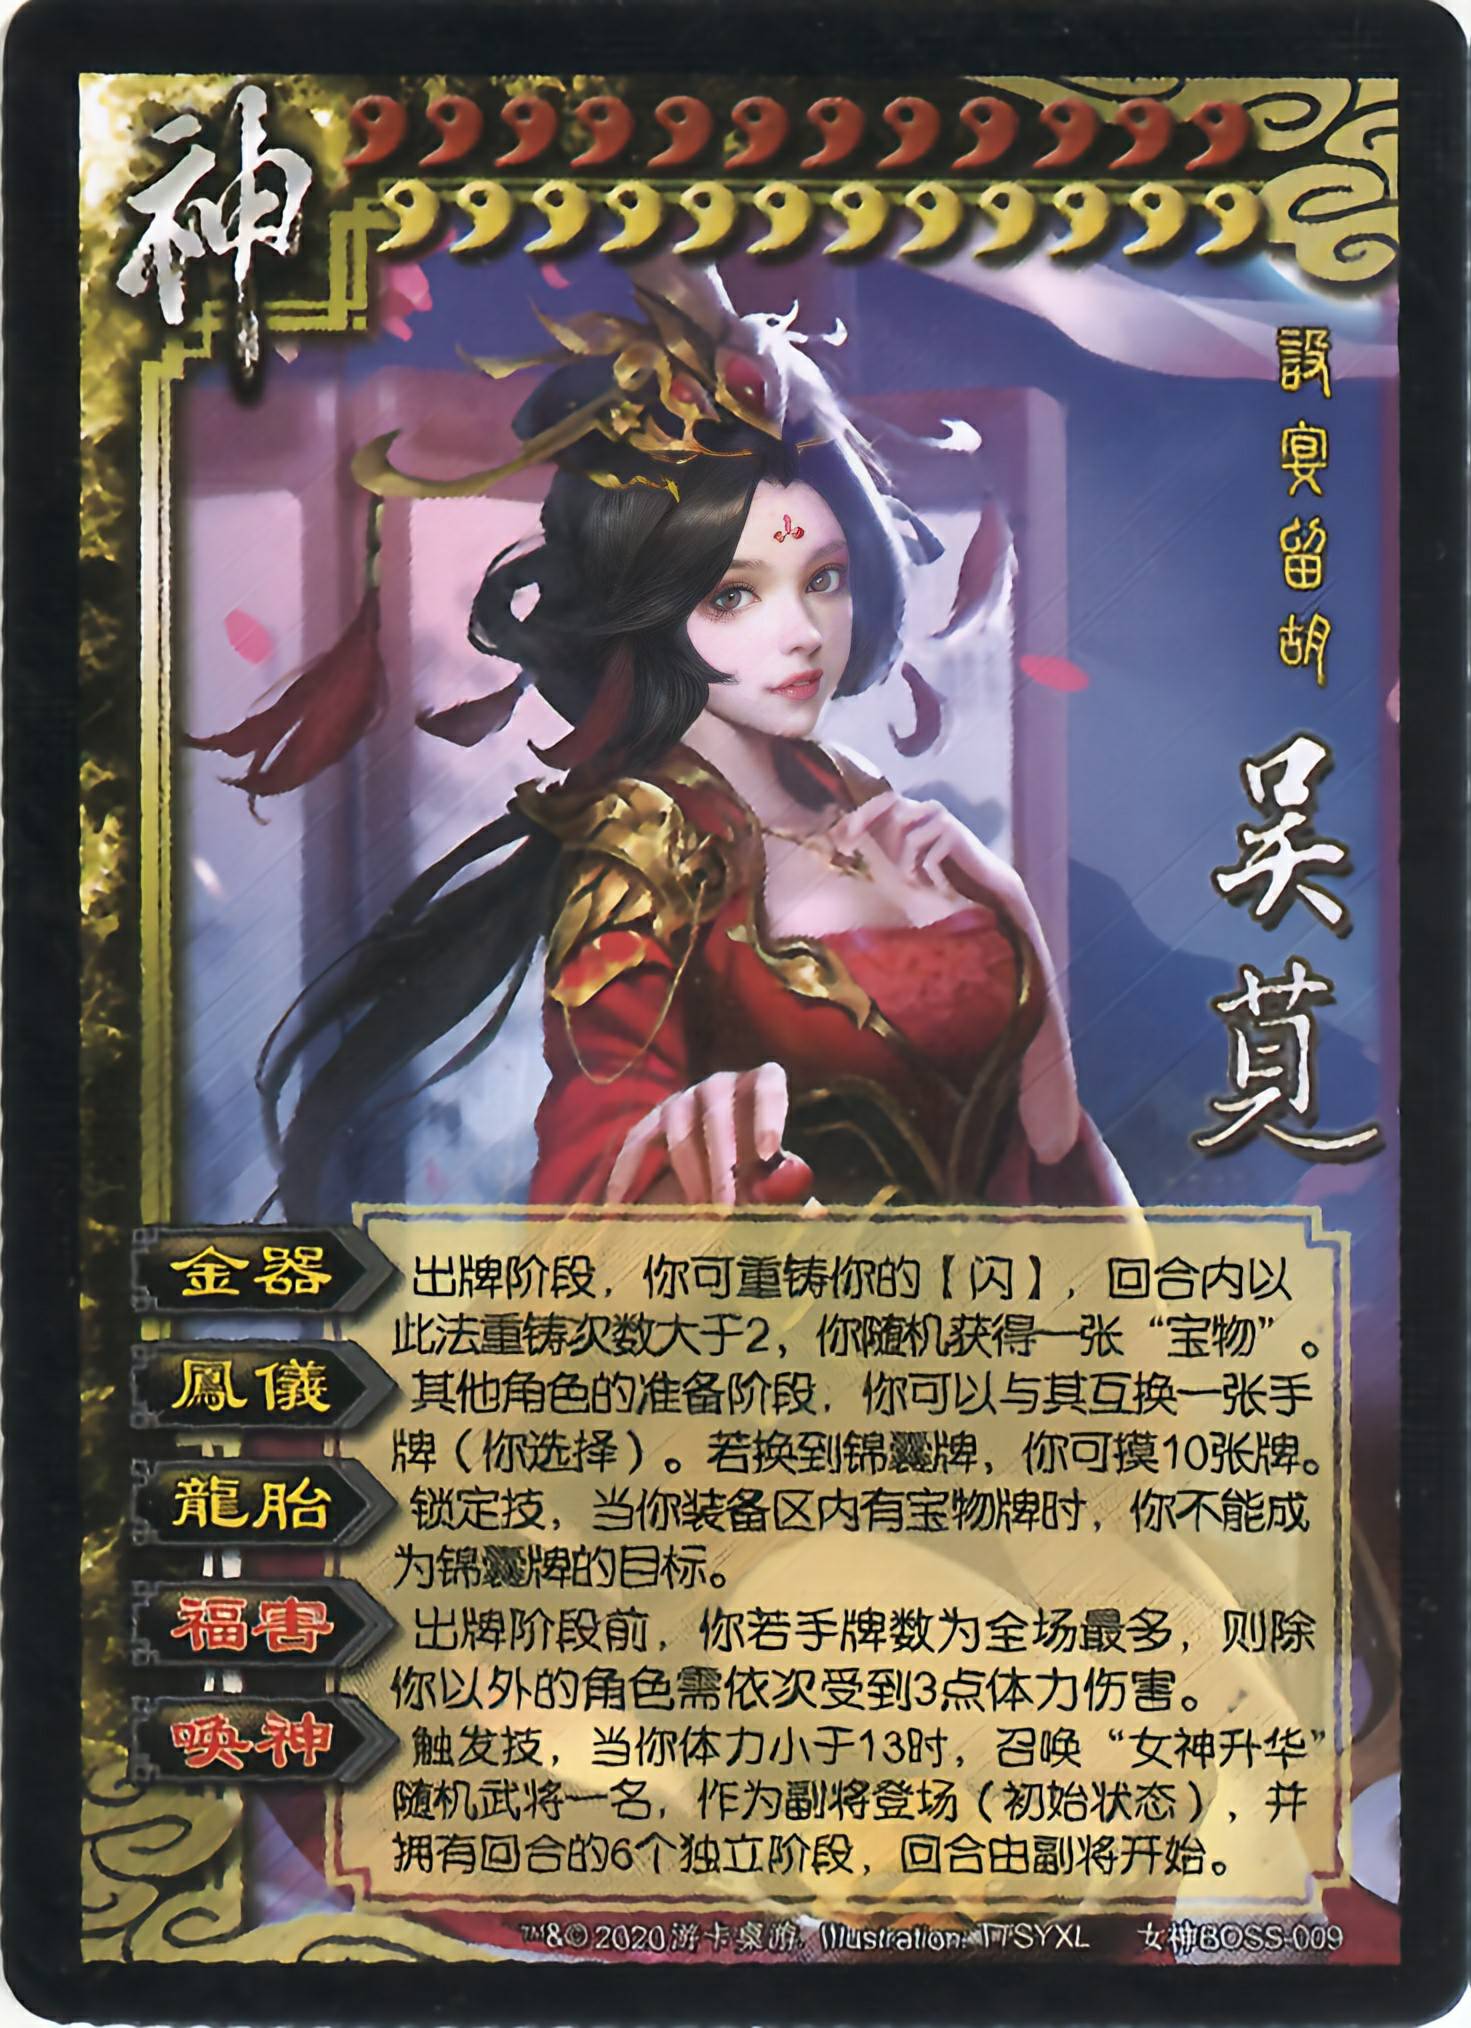 神
設宴留胡
吴莧
金器
出牌阶段，你可重铸你的【闪】，回合内以
此法重铸次数大于2，你随机获得一张“宝物”。
鳳儀
其他角色的准备阶段，你可以与其互换一张手
牌（你选择）。若换到锦囊牌，你可摸10张牌。
龍胎
锁定技，当你装备区内有宝物牌时，你不能成
为锦囊牌的目标。
福害
出牌阶段前，你若手牌数为全场最多，则除
你以外的角色需依次受到3点体力伤害。
唤神
触发技，当你体力小于13时，召唤“女神升华”
随机武将一名，作为副将登场（初始状态），并
拥有回合的6个独立阶段，回合由副将开始。
™&© 2020游卡桌游. Illustration: TTSYXL 女神BOSS-009